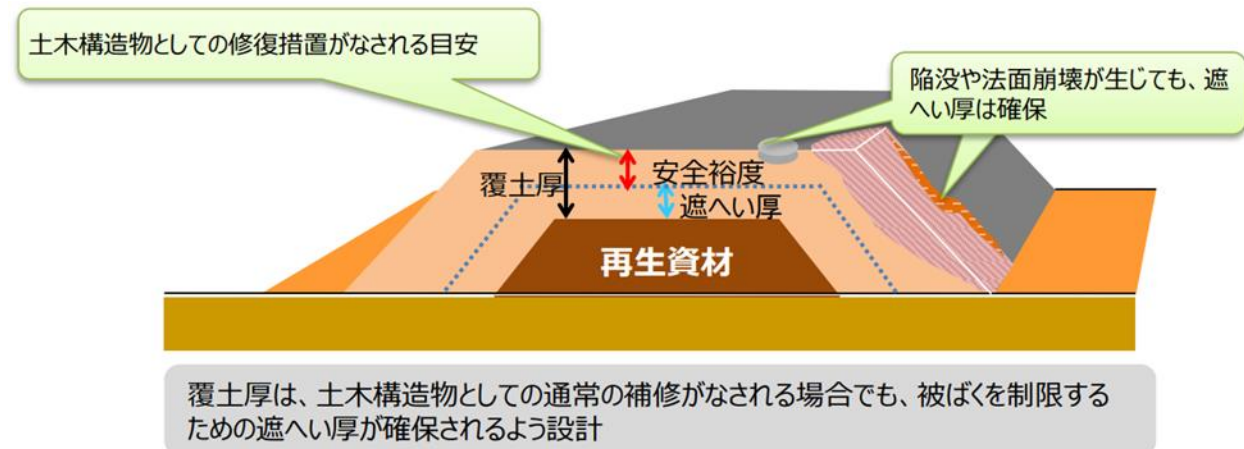 土木構造物としての修復措置がなされる目安
陥没や法面崩壊が生じても、遮
へい厚は確保
覆土厚
安全裕度
遮へい厚
再生資材
覆土厚は、土木構造物としての通常の補修がなされる場合でも、被ばくを制限する
ための遮へい厚が確保されるよう設計